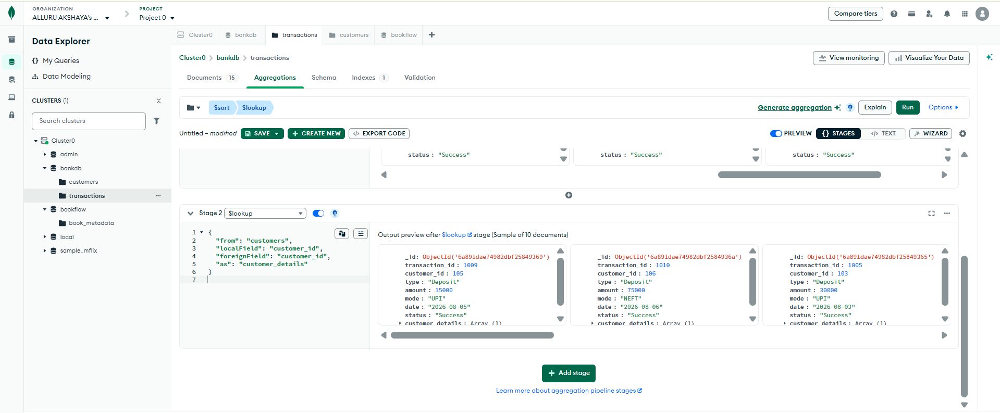 ORGANIZATION
ALLURU AKSHAYA's ...
PROJECT
Project 0
Compare tiers
Data Explorer
My Queries
Data Modeling
CLUSTERS (1)
Search clusters
Cluster0
admin
bankdb
customers
transactions
bookflow
book_metadata
local
sample_mflix
Cluster0 bankdb transactions customers bookflow
Cluster0 > bankdb > transactions
View monitoring
Visualize Your Data
Documents 15 Aggregations Schema Indexes 1 Validation
$sort $lookup
Generate aggregation
Explain
Run
Options
Untitled – modified
SAVE
CREATE NEW
</> EXPORT CODE
PREVIEW
{} STAGES
</> TEXT
WIZARD
status : "Success"
status : "Success"
status : "Success"
Stage 2 $lookup
1 {
2 "from": "customers",
3 "localField": "customer_id",
4 "foreignField": "customer_id",
5 "as": "customer_details"
6 }
7
Output preview after $lookup stage (Sample of 10 documents)
_id: ObjectId('6a891dae74982dbf25849369')
transaction_id : 1009
customer_id : 105
type : "Deposit"
amount : 15000
mode : "UPI"
date : "2026-08-05"
status : "Success"
customer_details : Array (1)
_id: ObjectId('6a891dae74982dbf2584936a')
transaction_id : 1010
customer_id : 106
type : "Deposit"
amount : 75000
mode : "NEFT"
date : "2026-08-06"
status : "Success"
customer_details : Array (1)
_id: ObjectId('6a891dae74982dbf25849365')
transaction_id : 1005
customer_id : 103
type : "Deposit"
amount : 30000
mode : "UPI"
date : "2026-08-03"
status : "Success"
customer_details : Array (1)
Add stage
Learn more about aggregation pipeline stages